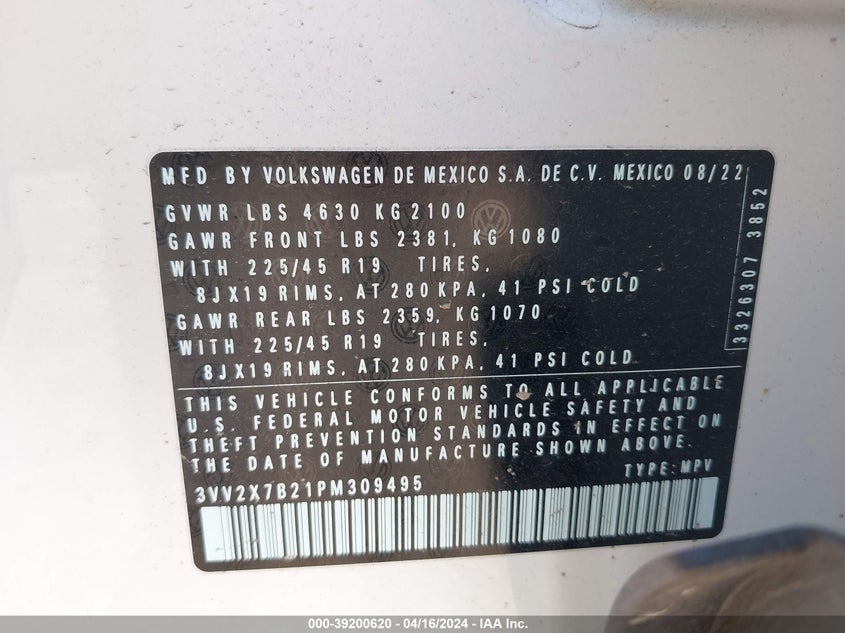 MFD BY VOLKSWAGEN DE MEXICO S.A. DE C.V. MEXICO 08/22
GVWR LBS 4630 KG 2100
GAWR FRONT LBS 2381, KG 1080
WITH 225/45 R19 TIRES,
8JX19 RIMS, AT 280 KPA, 41 PSI COLD
GAWR REAR LBS 2359, KG 1070
WITH 225/45 R19 TIRES,
8JX19 RIMS, AT 280 KPA, 41 PSI COLD
THIS VEHICLE CONFORMS TO ALL APPLICABLE
U.S. FEDERAL MOTOR VEHICLE SAFETY AND
THEFT PREVENTION STANDARDS IN EFFECT ON
THE DATE OF MANUFACTURE SHOWN ABOVE.
TYPE: MPV
3VV2X7B21PM309495
3326307 3852
000-39200620 - 04/16/2024 - IAA Inc.